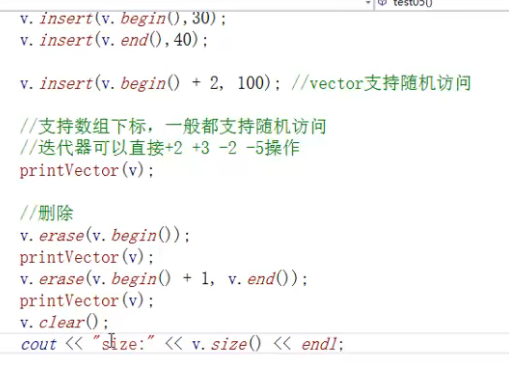 test05()
v.insert(v.begin(),30);
v.insert(v.end(),40);
v.insert(v.begin() + 2, 100); //vector支持随机访问
//支持数组下标，一般都支持随机访问
//迭代器可以直接+2 +3 -2 -5操作
printVector(v);
//删除
v.erase(v.begin());
printVector(v);
v.erase(v.begin() + 1, v.end());
printVector(v);
v.clear();
cout << "size:" << v.size() << endl;